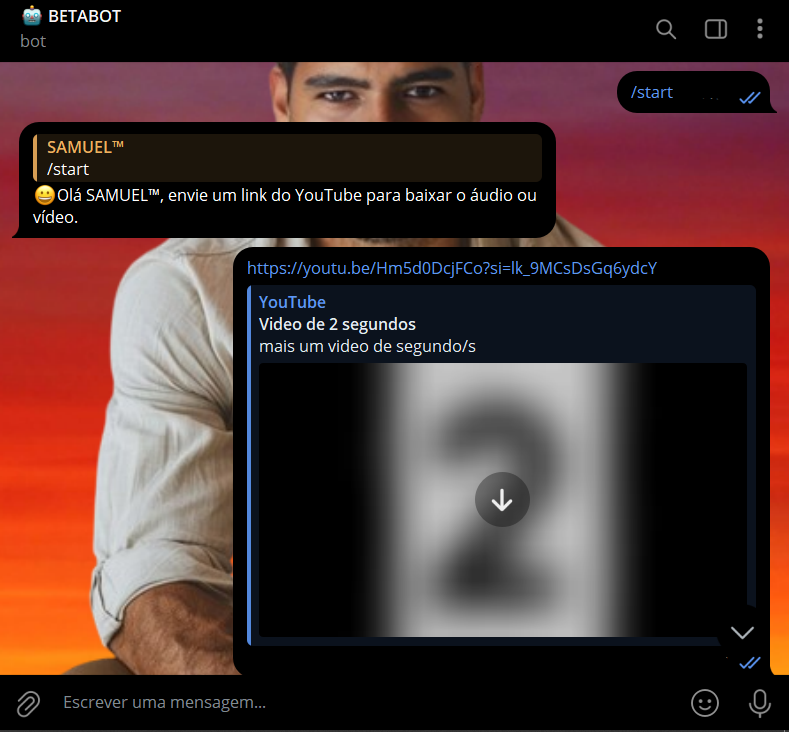 🤖 BETABOT
bot
/start
SAMUEL™
/start
😀Olá SAMUEL™, envie um link do YouTube para baixar o áudio ou
vídeo.
https://youtu.be/Hm5d0DcjFCo?si=lk_9MCsDsGq6ydcY
YouTube
Video de 2 segundos
mais um video de segundo/s
2
Escrever uma mensagem...